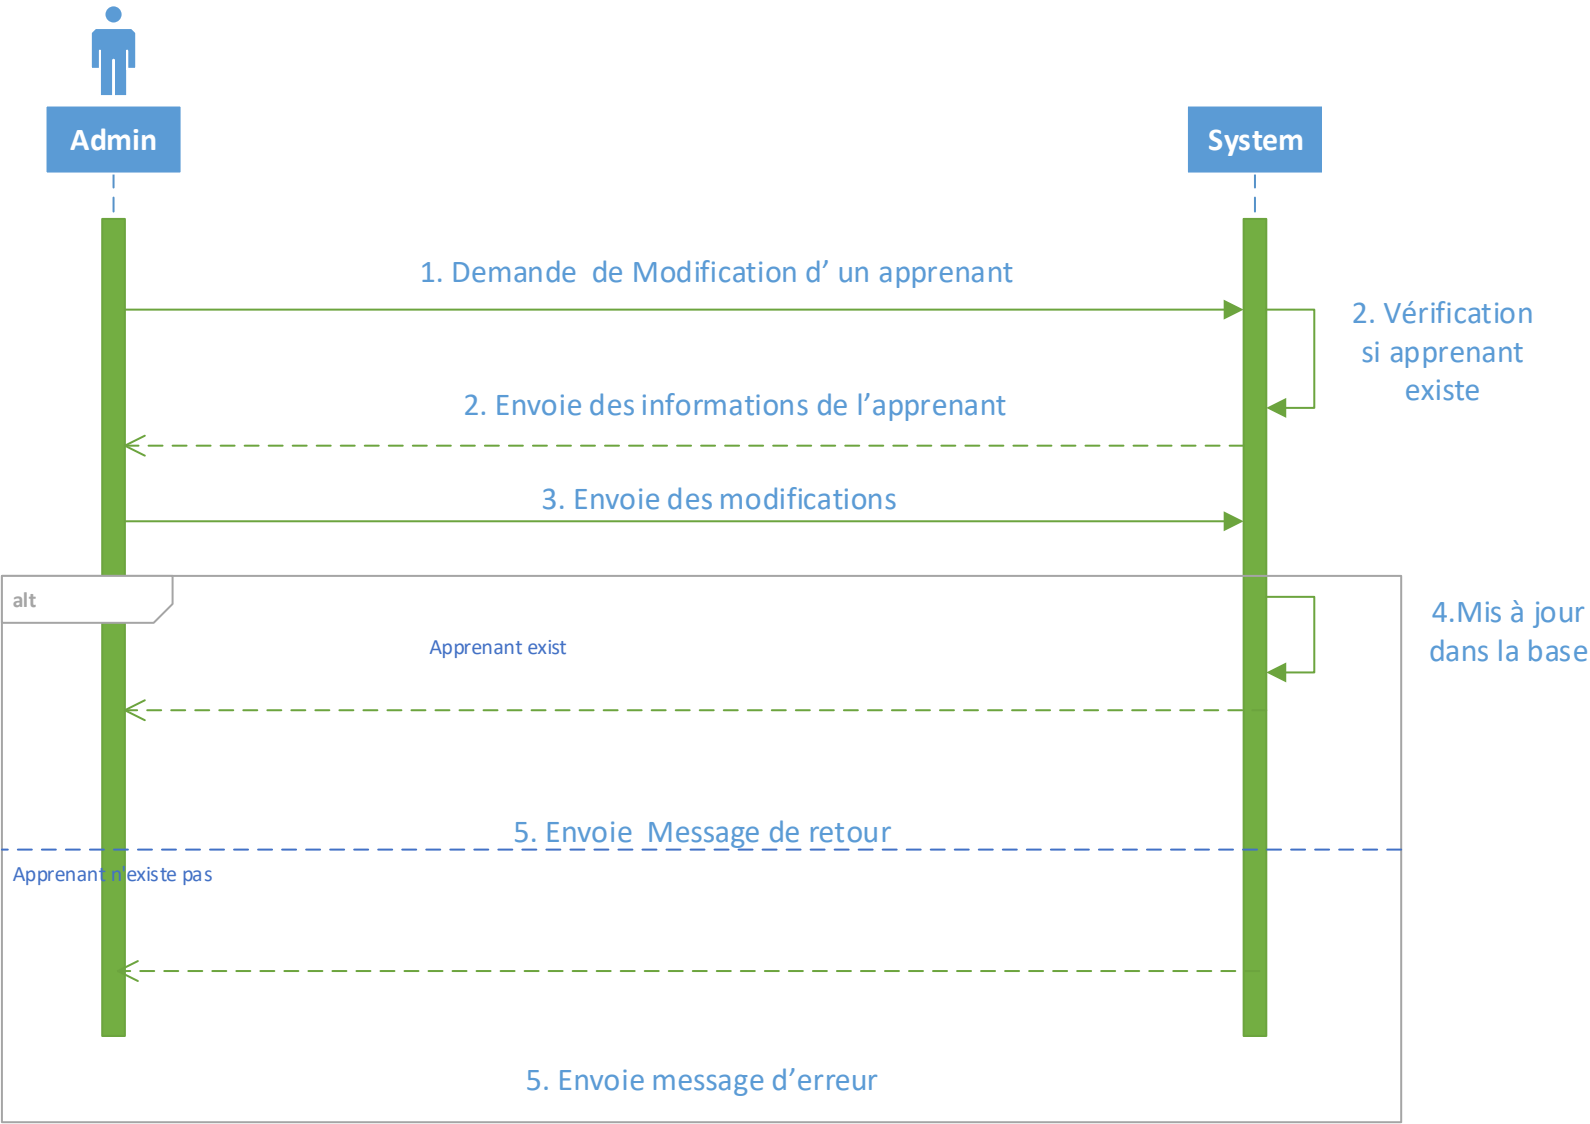 Admin
System
1. Demande  de Modification d’ un apprenant
2. Vérification
si apprenant
existe
2. Envoie des informations de l’apprenant
3. Envoie des modifications
alt
4.Mis à jour
dans la base
Apprenant exist
5. Envoie  Message de retour
Apprenant n'existe pas
5. Envoie message d’erreur